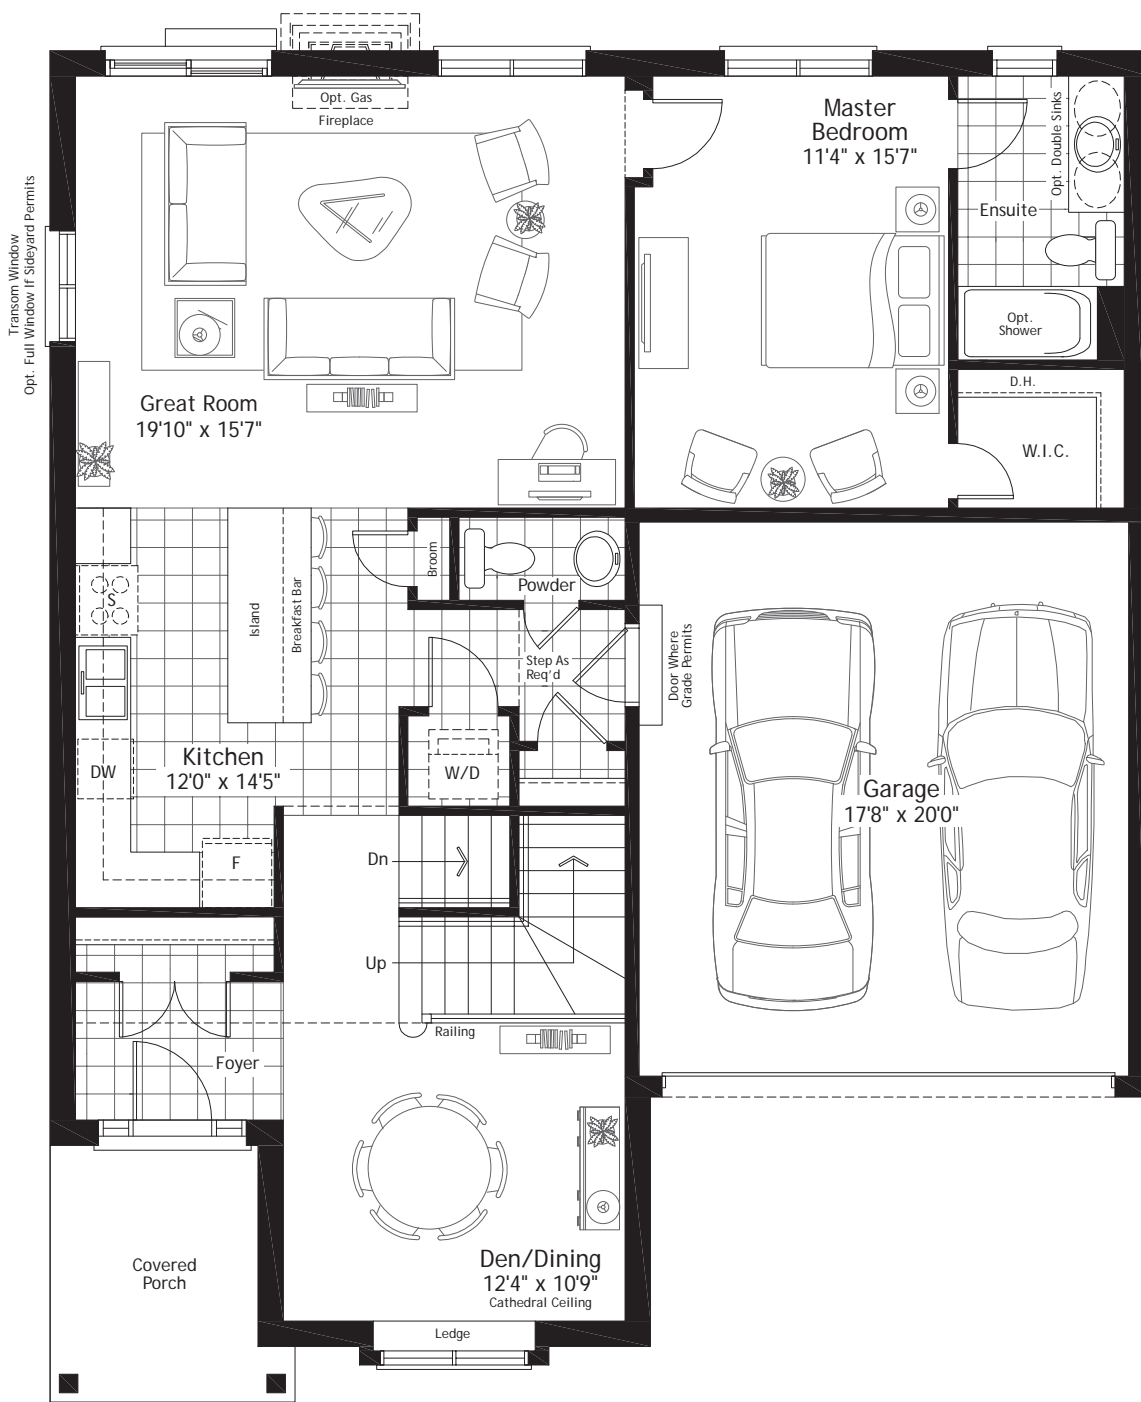 Opt. Gas
Fireplace
Master
Bedroom
11'4" x 15'7"
Opt. Double Sinks
Ensuite
Transom Window
Opt. Full Window If Sideyard Permits
Opt.
Shower
D.H.
W.I.C.
Great Room
19'10" x 15'7"
Broom
Powder
S
Island
Breakfast Bar
Step As
Req'd
Door Where
Grade Permits
Kitchen
12'0" x 14'5"
DW
W/D
Garage
17'8" x 20'0"
F
Dn
Up
Railing
Foyer
Covered
Porch
Den/Dining
12'4" x 10'9"
Cathedral Ceiling
Ledge